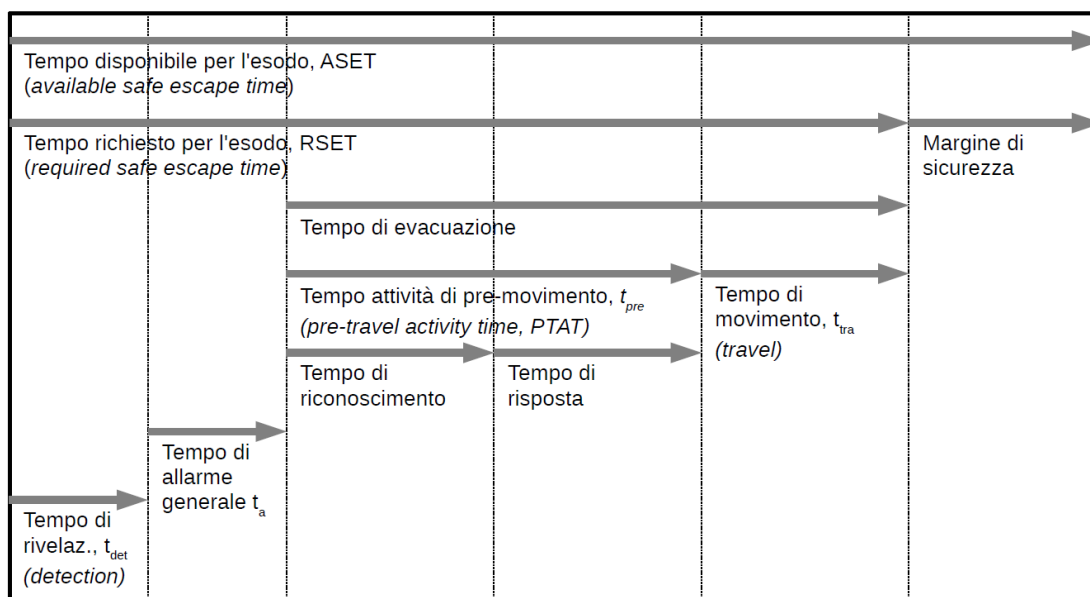 Tempo disponibile per l'esodo, ASET
(available safe escape time)
Tempo richiesto per l'esodo, RSET
(required safe escape time)
Margine di
sicurezza
Tempo di evacuazione
Tempo attività di pre-movimento, tpre
(pre-travel activity time, PTAT)
Tempo di
movimento, ttra
(travel)
Tempo di
riconoscimento
Tempo di
risposta
Tempo di
allarme
generale ta
Tempo di
rivelaz., tdet
(detection)